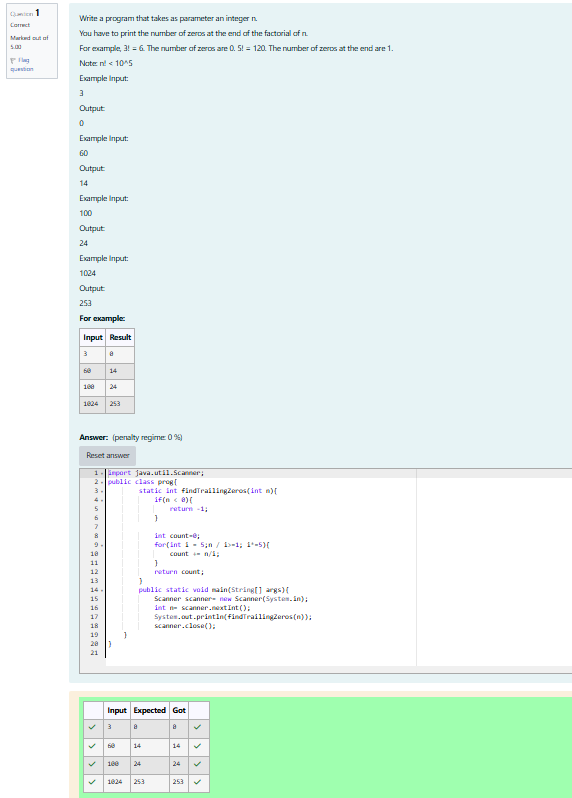 Question 1
Correct
Marked out of
5.00
Flag
question
Write a program that takes as parameter an integer n.
You have to print the number of zeros at the end of the factorial of n.
For example, 3! = 6. The number of zeros are 0. 5! = 120. The number of zeros at the end are 1.
Note: n! < 10^5
Example Input:
3
Output:
0
Example Input:
60
Output:
14
Example Input:
100
Output:
24
Example Input:
1024
Output:
253
For example:
Input Result
3 0
60 14
100 24
1024 253
Answer: (penalty regime: 0 %)
Reset answer
1 import java.util.Scanner;
2 public class prog{
3 static int findTrailingZeros(int n){
4 if(n < 0){
5 return -1;
6 }
7
8 int count=0;
9 for(int i = 5;n / i>=1; i*=5){
10 count += n/i;
11 }
12 return count;
13 }
14 public static void main(String[] args){
15 Scanner scanner= new Scanner(System.in);
16 int n= scanner.nextInt();
17 System.out.println(findTrailingZeros(n));
18 scanner.close();
19 }
20 }
21
Input Expected Got
3 0 0
60 14 14
100 24 24
1024 253 253